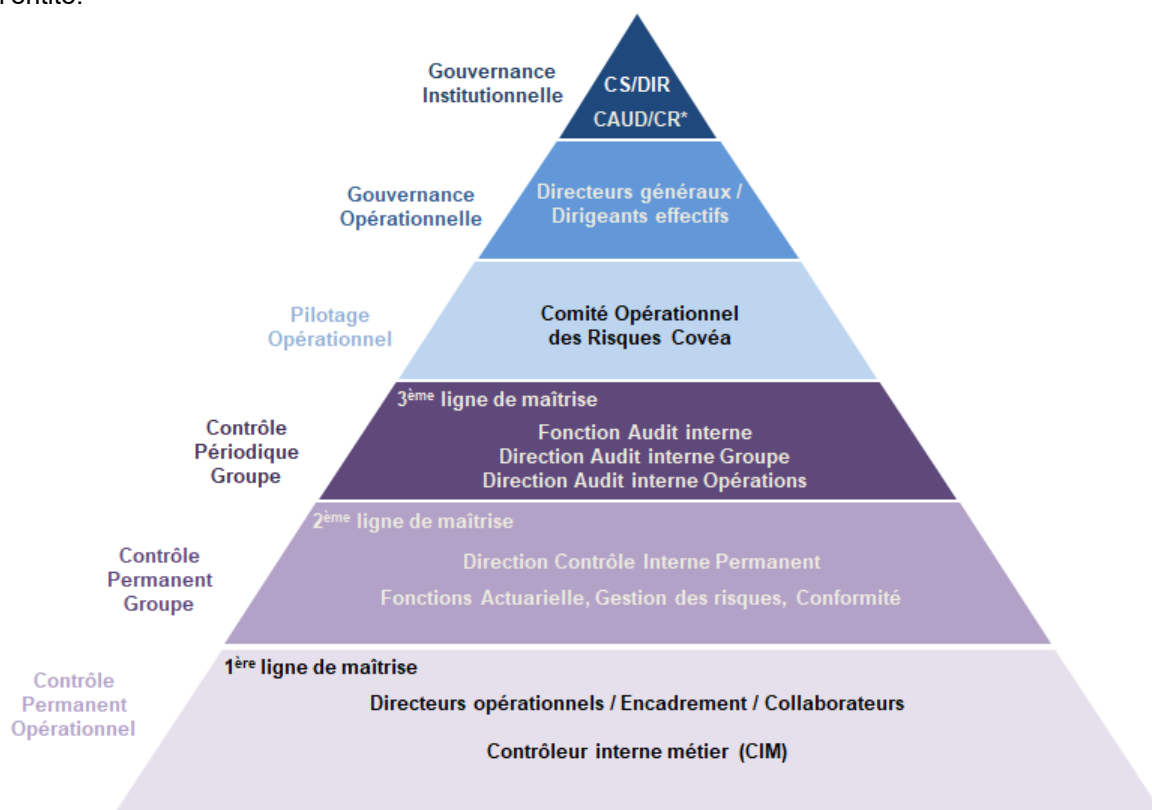 l'entité.
Gouvernance
Institutionnelle
CS/DIR
CAUD/CR*
Gouvernance
Opérationnelle
Directeurs généraux /
Dirigeants effectifs
Pilotage
Opérationnel
Comité Opérationnel
des Risques Covéa
Contrôle
Périodique
Groupe
3ème ligne de maîtrise
Fonction Audit interne
Direction Audit interne Groupe
Direction Audit interne Opérations
Contrôle
Permanent
Groupe
2ème ligne de maîtrise
Direction Contrôle Interne Permanent
Fonctions Actuarielle, Gestion des risques, Conformité
Contrôle
Permanent
Opérationnel
1ère ligne de maîtrise
Directeurs opérationnels / Encadrement / Collaborateurs
Contrôleur interne métier (CIM)